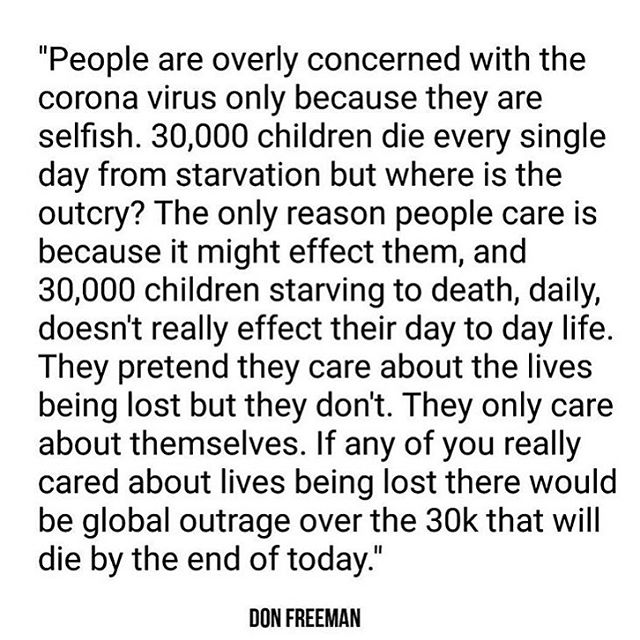 "People are overly concerned with the
corona virus only because they are
selfish. 30,000 children die every single
day from starvation but where is the
outcry? The only reason people care is
because it might effect them, and
30,000 children starving to death, daily,
doesn't really effect their day to day life.
They pretend they care about the lives
being lost but they don't. They only care
about themselves. If any of you really
cared about lives being lost there would
be global outrage over the 30k that will
die by the end of today."
DON FREEMAN